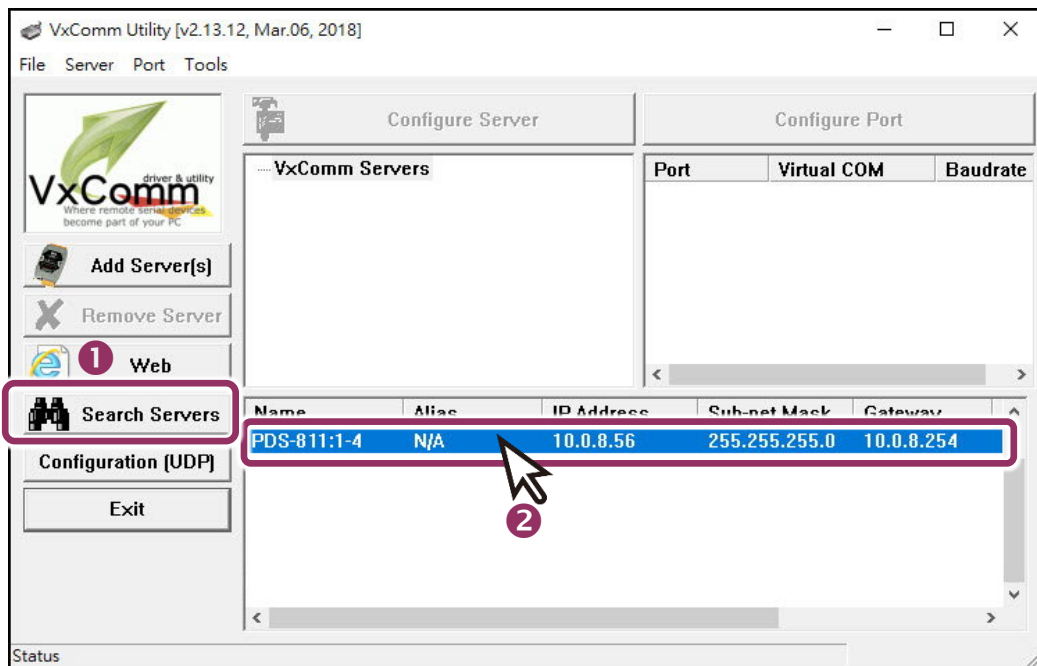 VxComm Utility [v2.13.12, Mar.06, 2018]
File Server Port Tools
VxComm
driver & utility
Where remote serial devices
become part of your PC
Configure Server
Configure Port
VxComm Servers
Port Virtual COM Baudrate
Add Server(s)
Remove Server
1
Web
Search Servers
Configuration (UDP)
Exit
Name Alias IP Address Sub-net Mask Gateway
PDS-811:1-4 N/A 10.0.8.56 255.255.255.0 10.0.8.254
2
Status